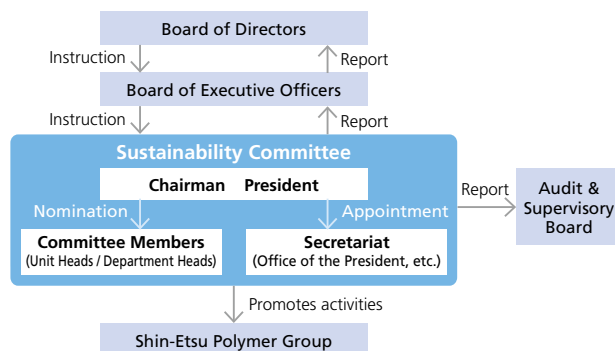 Board of Directors
Instruction Report
Board of Executive Officers
Instruction Report
Sustainability Committee
Chairman President
Nomination Appointment
Committee Members
(Unit Heads / Department Heads)
Secretariat
(Office of the President, etc.)
Report
Audit &
Supervisory
Board
Promotes activities
Shin-Etsu Polymer Group